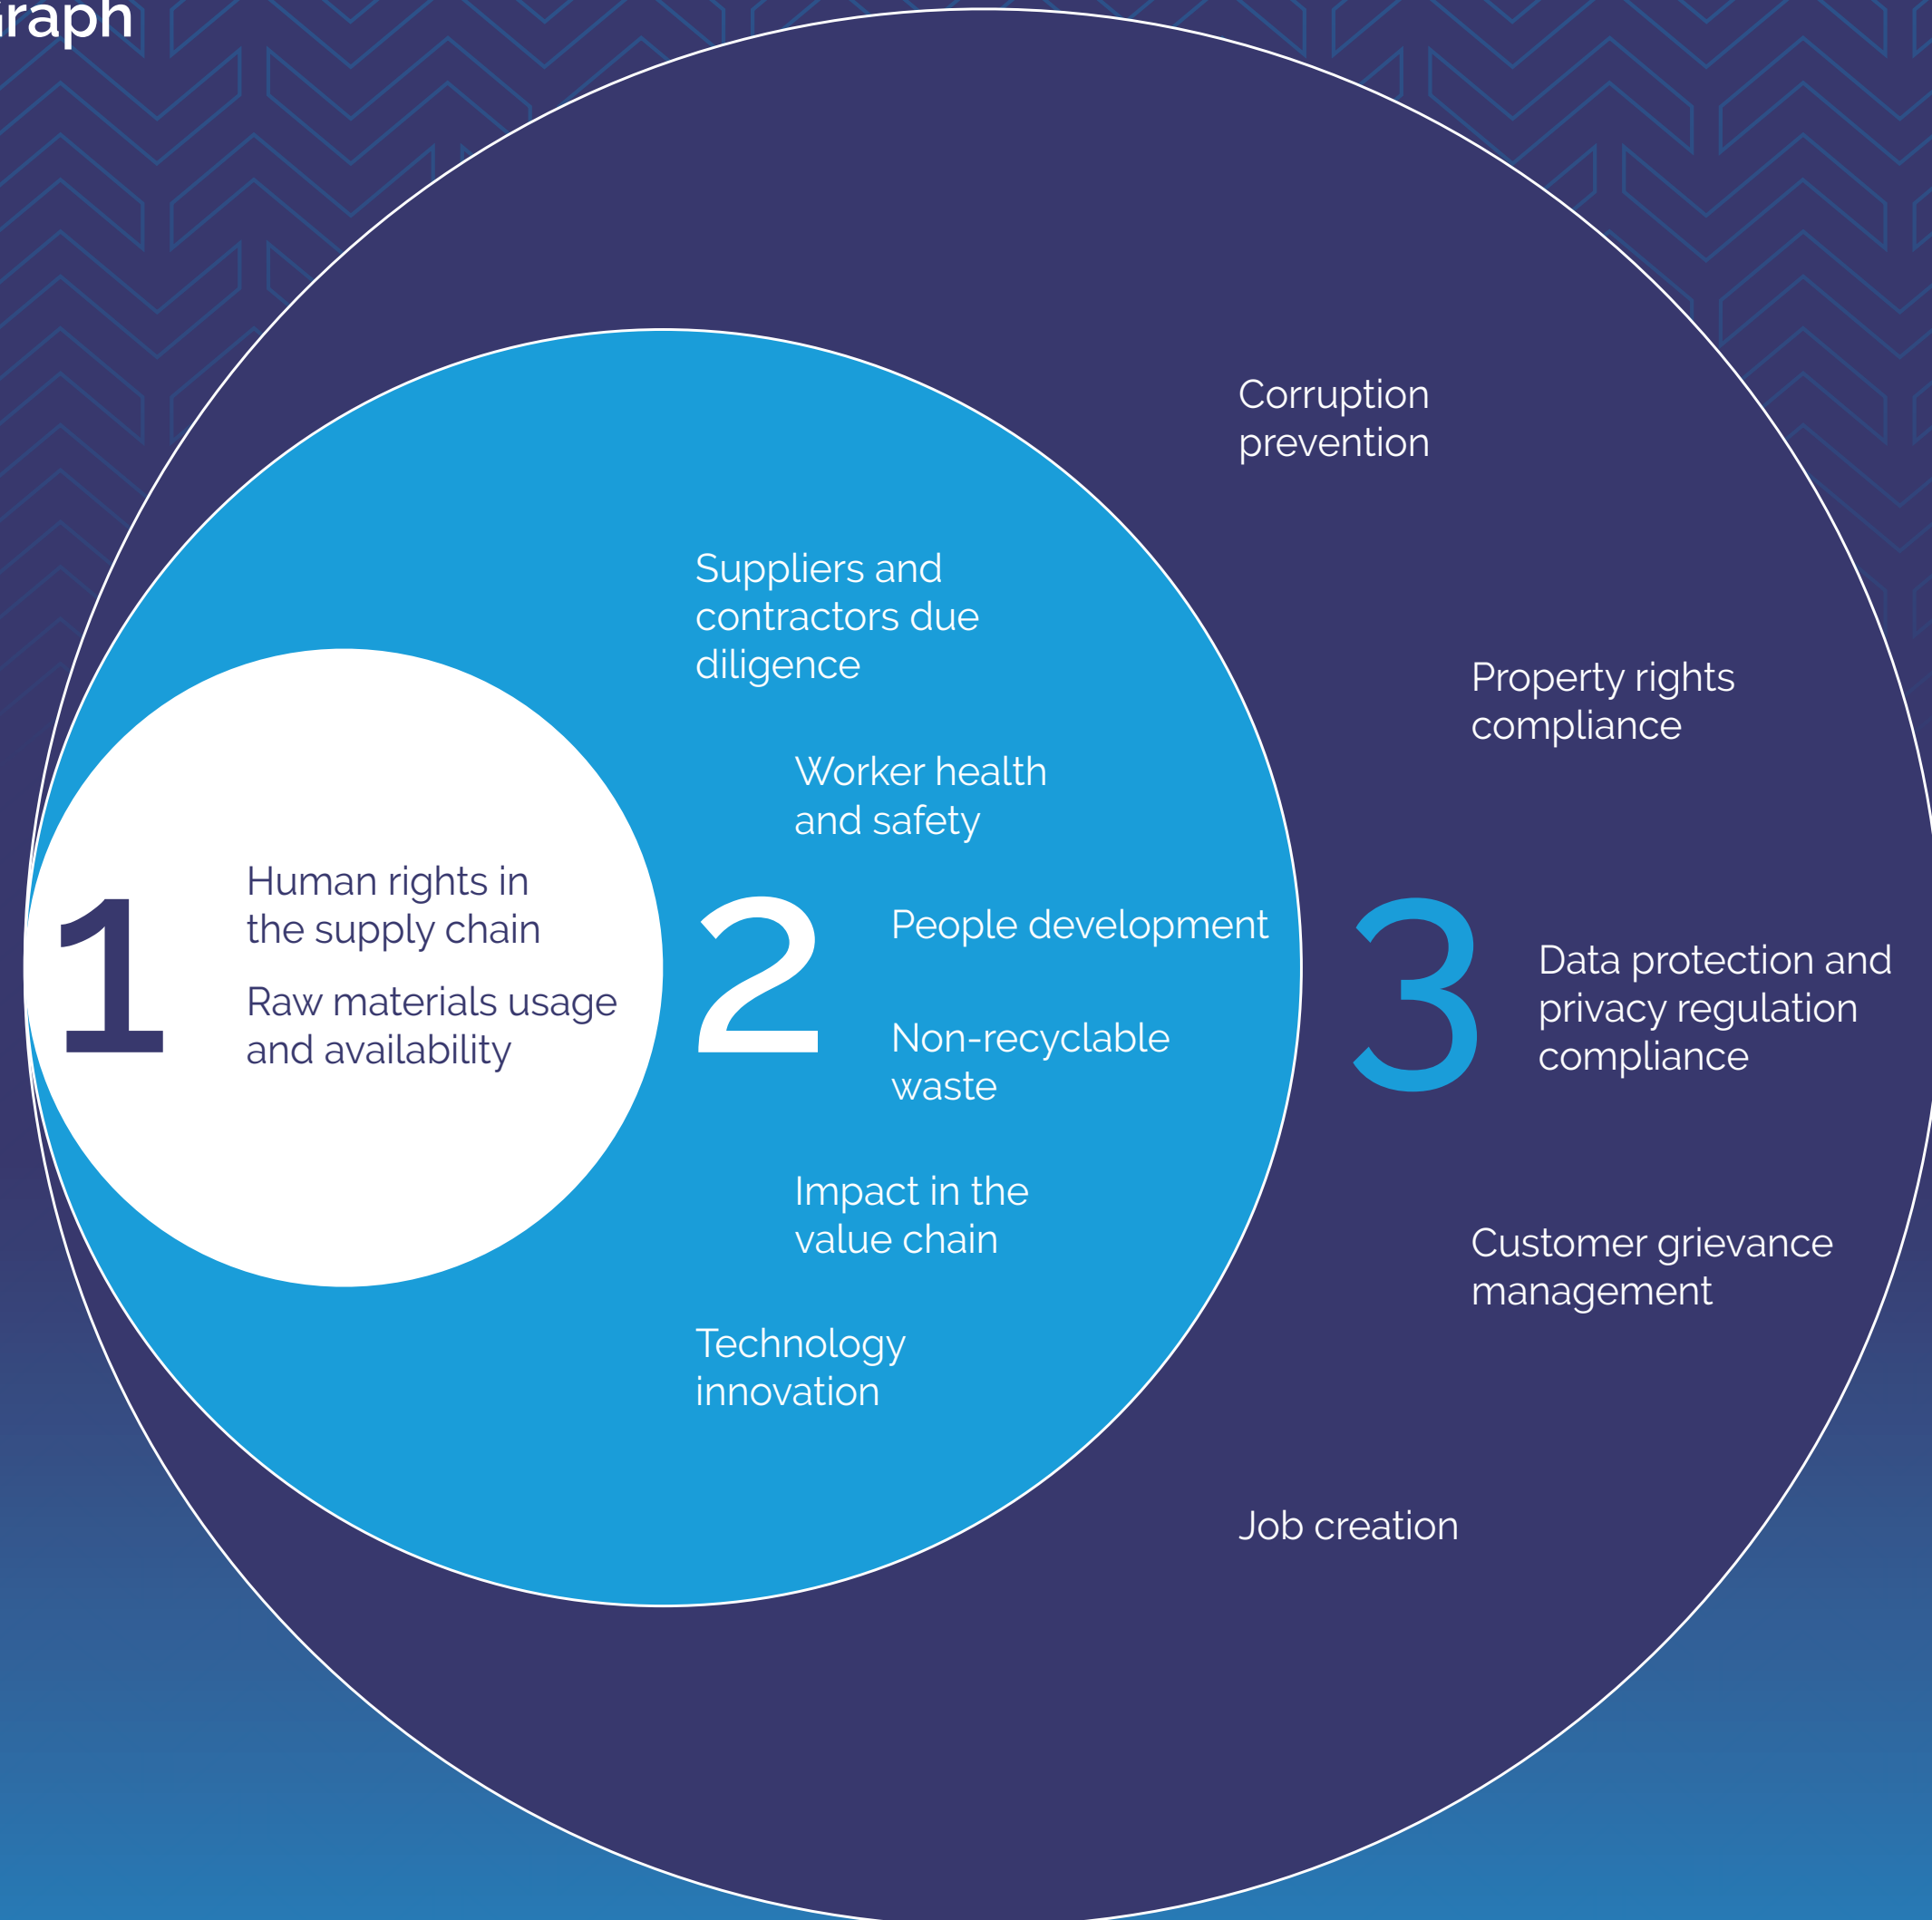 1
Human rights in
the supply chain
Raw materials usage
and availability
2
Suppliers and
contractors due
diligence
Worker health
and safety
People development
Non-recyclable
waste
Impact in the
value chain
Technology
innovation
3
Corruption
prevention
Property rights
compliance
Data protection and
privacy regulation
compliance
Customer grievance
management
Job creation